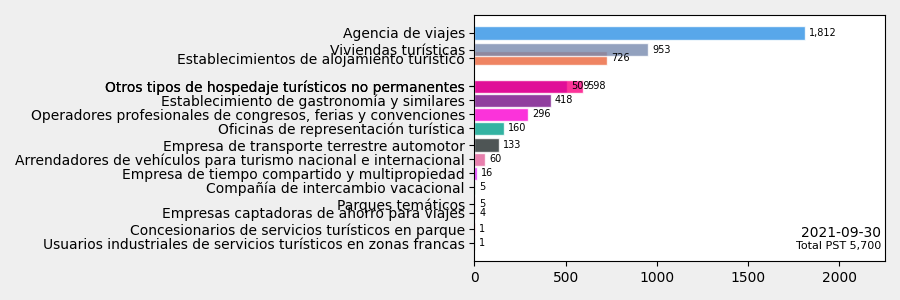 Agencia de viajes 1,812
Viviendas turísticas 953
Establecimientos de alojamiento turístico 726
Otros tipos de hospedaje turísticos no permanentes 509 598
Establecimiento de gastronomía y similares 418
Operadores profesionales de congresos, ferias y convenciones 296
Oficinas de representación turística 160
Empresa de transporte terrestre automotor 133
Arrendadores de vehículos para turismo nacional e internacional 60
Empresa de tiempo compartido y multipropiedad 16
Compañía de intercambio vacacional 5
Parques temáticos 5
Empresas captadoras de ahorro para viajes 4
Concesionarios de servicios turísticos en parque 1
Usuarios industriales de servicios turísticos en zonas francas 1
2021-09-30
Total PST 5,700
0 500 1000 1500 2000